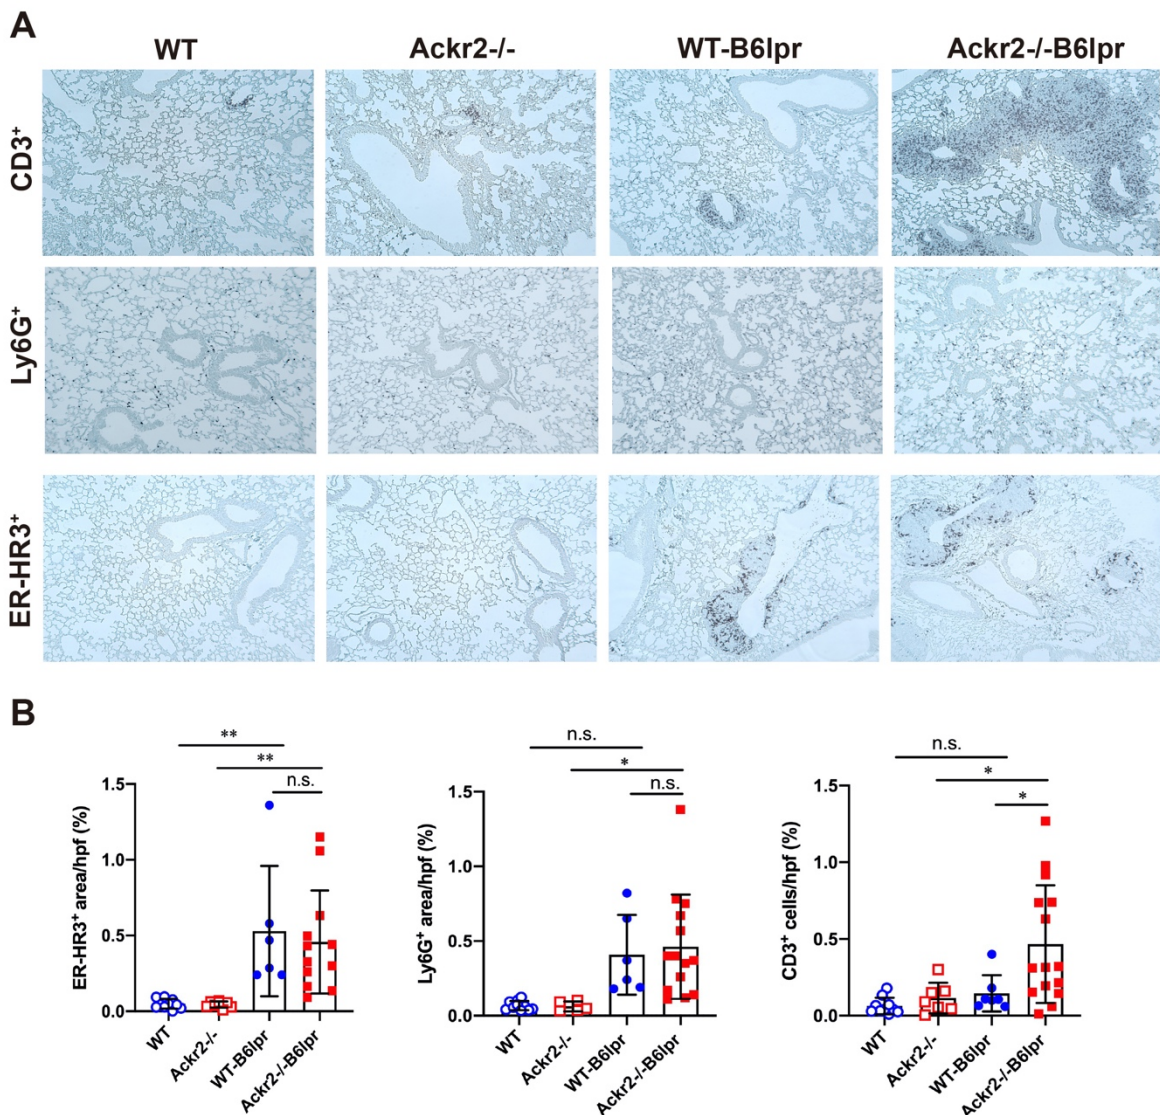 A
WT
Ackr2-/-
WT-B6lpr
Ackr2-/-B6lpr
CD3+
Ly6G+
ER-HR3+
B
**
**
n.s.
ER-HR3+ area/hpf (%)
1.5
1.0
0.5
0.0
WT
Ackr2-/-
WT-B6lpr
Ackr2-/-B6lpr
n.s.
*
n.s.
Ly6G+ area/hpf (%)
1.5
1.0
0.5
0.0
WT
Ackr2-/-
WT-B6lpr
Ackr2-/-B6lpr
n.s.
*
*
CD3+ cells/hpf (%)
1.5
1.0
0.5
0.0
WT
Ackr2-/-
WT-B6lpr
Ackr2-/-B6lpr